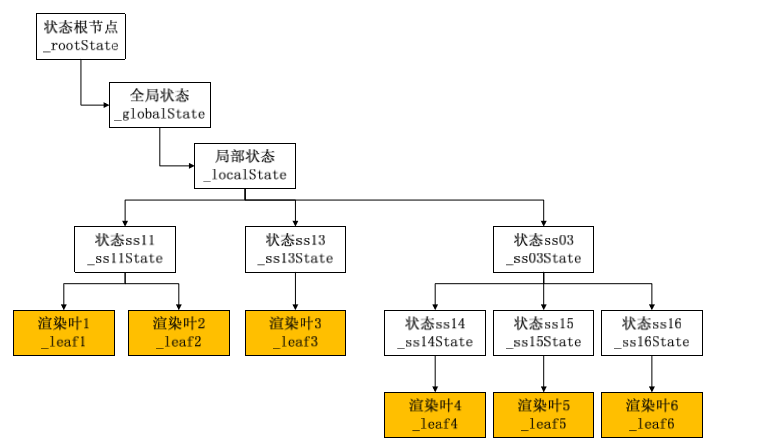 状态根节点
_rootState
全局状态
_globalState
局部状态
_localState
状态ss11
_ss11State
状态ss13
_ss13State
状态ss03
_ss03State
渲染叶1
_leaf1
渲染叶2
_leaf2
渲染叶3
_leaf3
状态ss14
_ss14State
状态ss15
_ss15State
状态ss16
_ss16State
渲染叶4
_leaf4
渲染叶5
_leaf5
渲染叶6
_leaf6